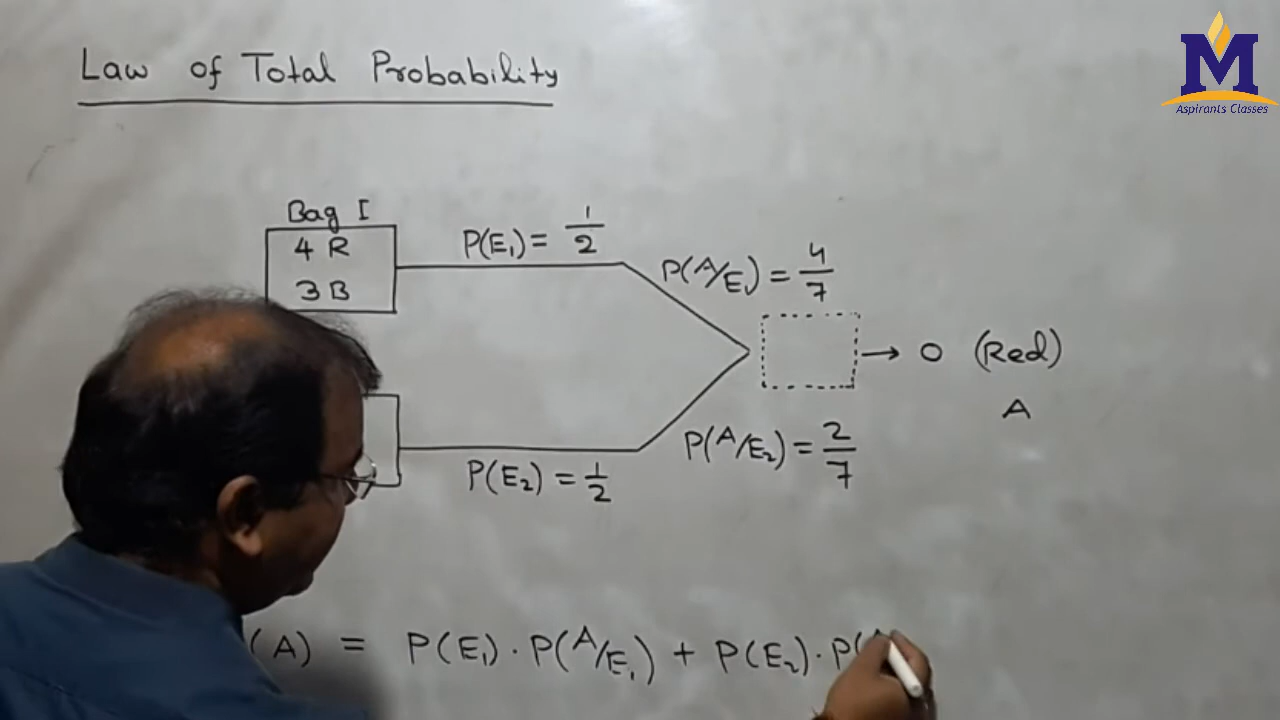 Law of Total Probability
M
Aspirants Classes
Bag I
4 R
3 B
P(E₁) = 1/2
P(A/E₁) = 4/7
→ O (Red)
A
P(E₂) = 1/2
P(A/E₂) = 2/7
(A) = P(E₁) . P(A/E₁) + P(E₂) . P(